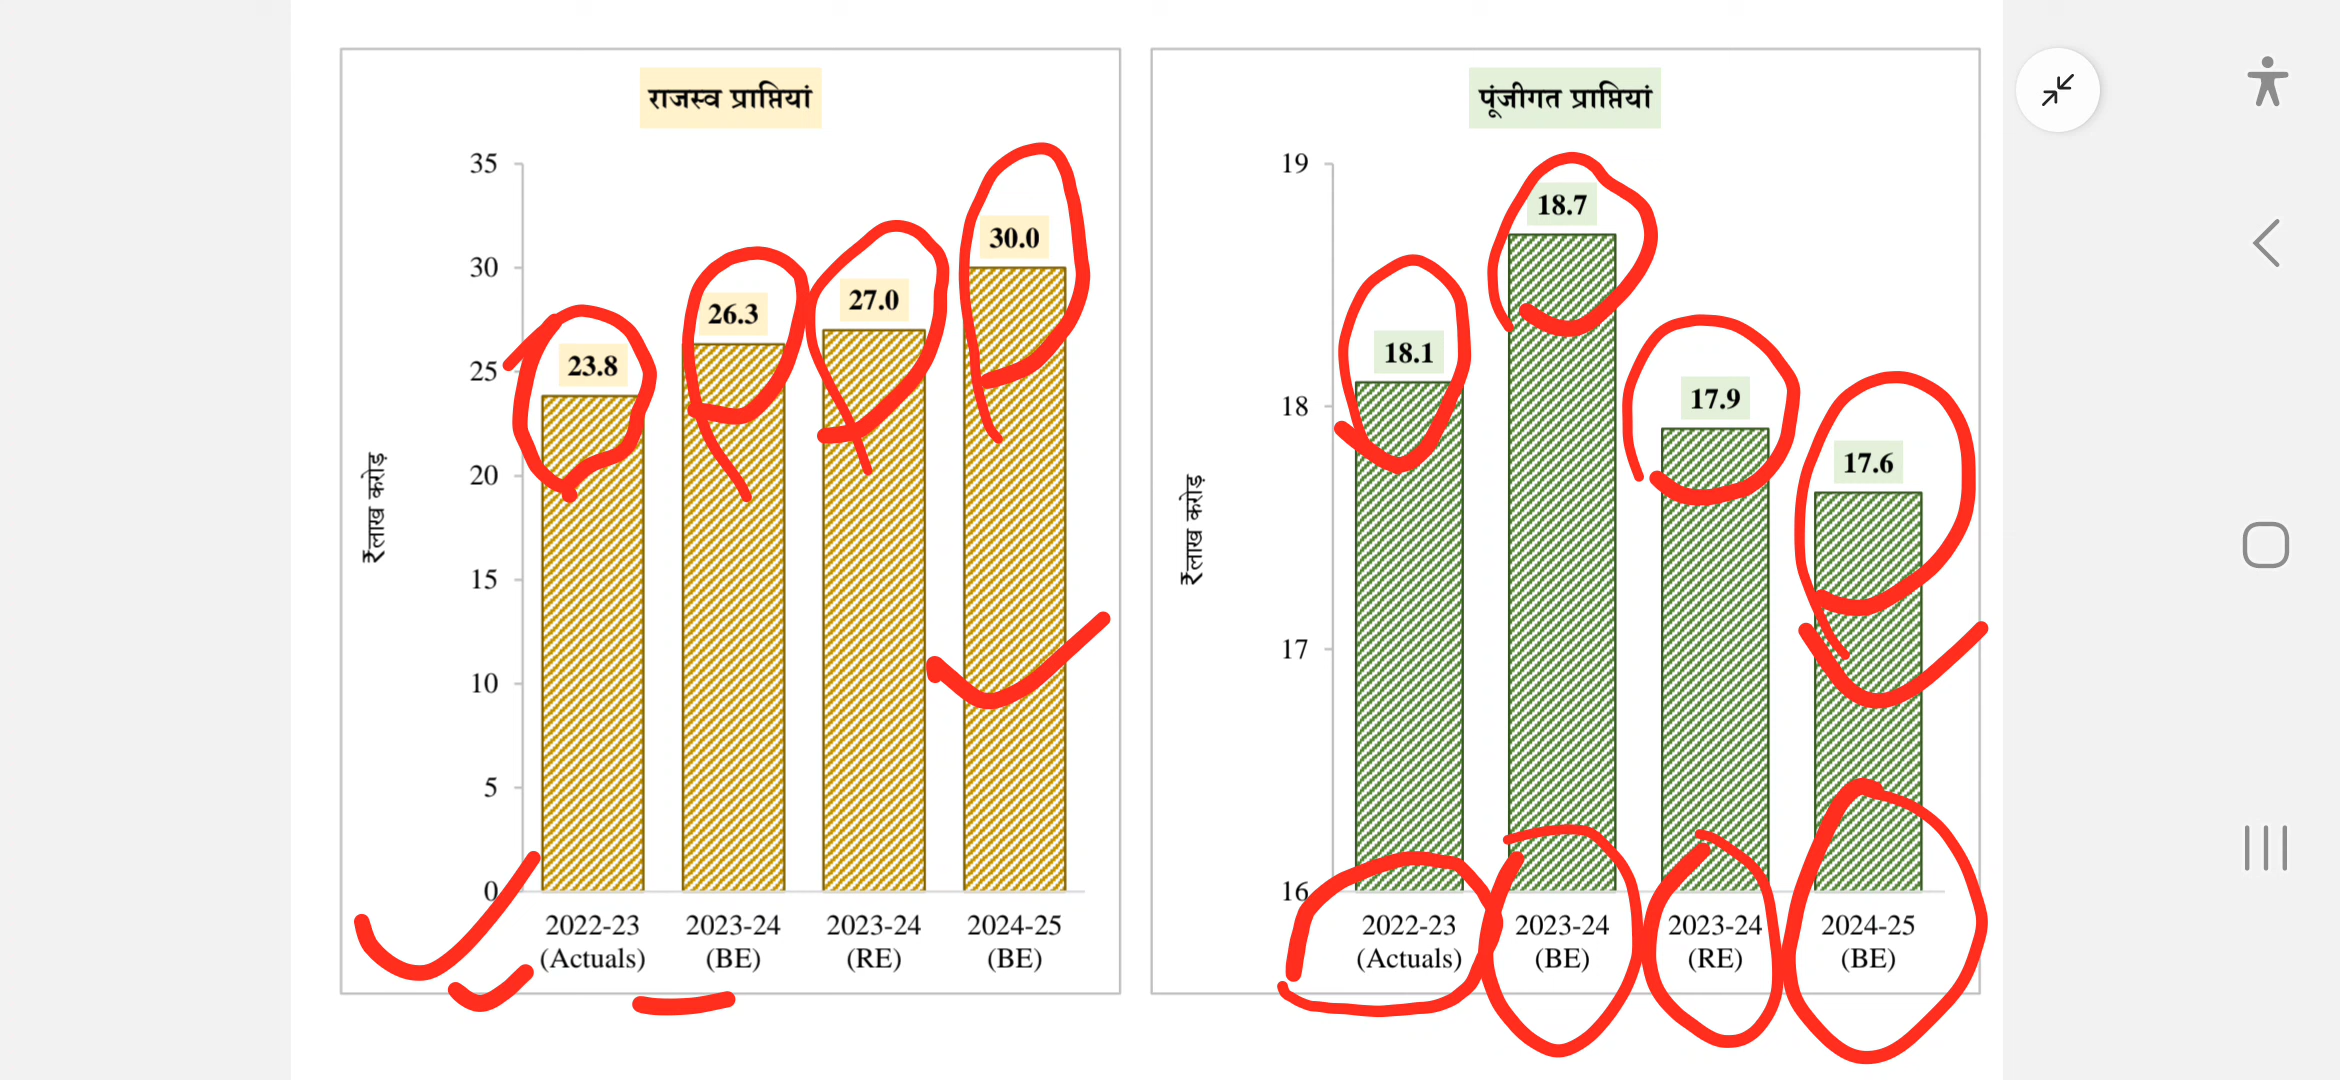 राजस्व प्राप्तियां
35
30
25
20
15
10
5
0
₹लाख करोड़
23.8
26.3
27.0
30.0
2022-23 (Actuals)
2023-24 (BE)
2023-24 (RE)
2024-25 (BE)
पूंजीगत प्राप्तियां
19
18
17
16
₹लाख करोड़
18.1
18.7
17.9
17.6
2022-23 (Actuals)
2023-24 (BE)
2023-24 (RE)
2024-25 (BE)